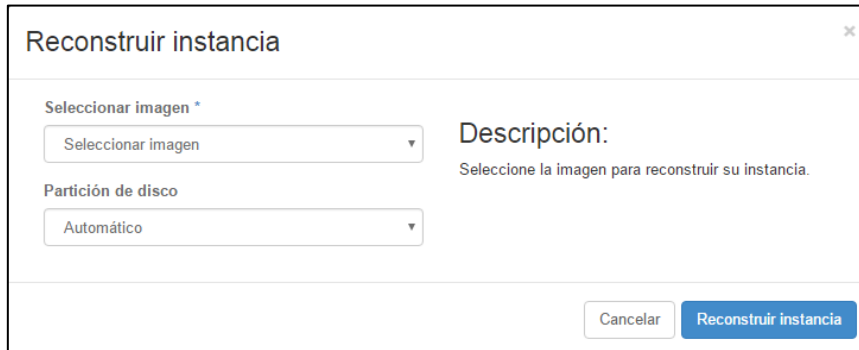 Reconstruir instancia
×
Seleccionar imagen *
Seleccionar imagen
Partición de disco
Automático
Descripción:
Seleccione la imagen para reconstruir su instancia.
Cancelar
Reconstruir instancia